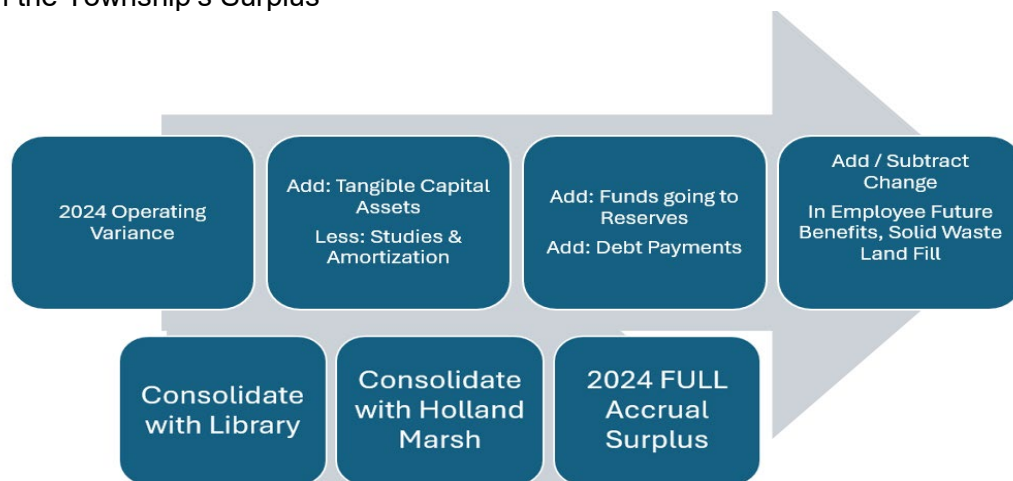 the Township's Surplus
2024 Operating
Variance
Add: Tangible Capital
Assets
Less: Studies &
Amortization
Add: Funds going to
Reserves
Add: Debt Payments
Add / Subtract
Change
In Employee Future
Benefits, Solid Waste
Land Fill
Consolidate
with Library
Consolidate
with Holland
Marsh
2024 FULL
Accrual
Surplus